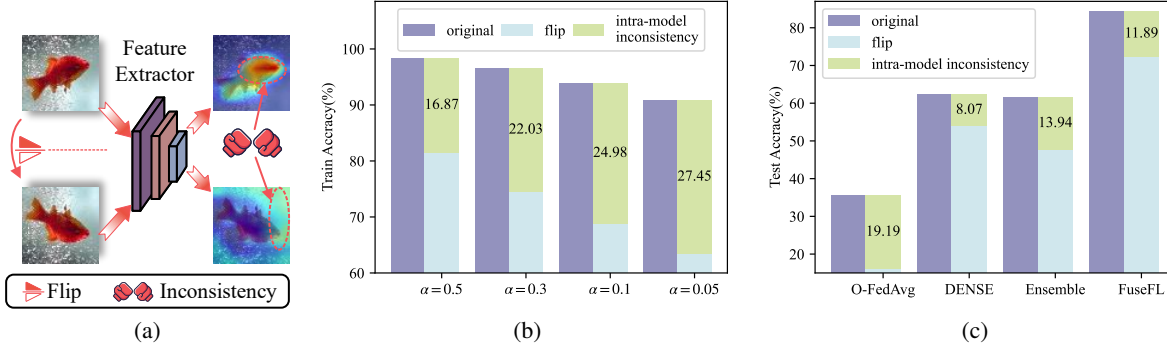 (a)
Feature
Extractor
Flip
Inconsistency
(b)
original
flip
intra-model
inconsistency
Train Accracy(%)
100
90
80
70
60
16.87
22.03
24.98
27.45
α=0.5
α=0.3
α=0.1
α=0.05
(c)
original
flip
intra-model inconsistency
Test Accracy(%)
80
70
60
50
40
30
20
19.19
8.07
13.94
11.89
O-FedAvg
DENSE
Ensemble
FuseFL